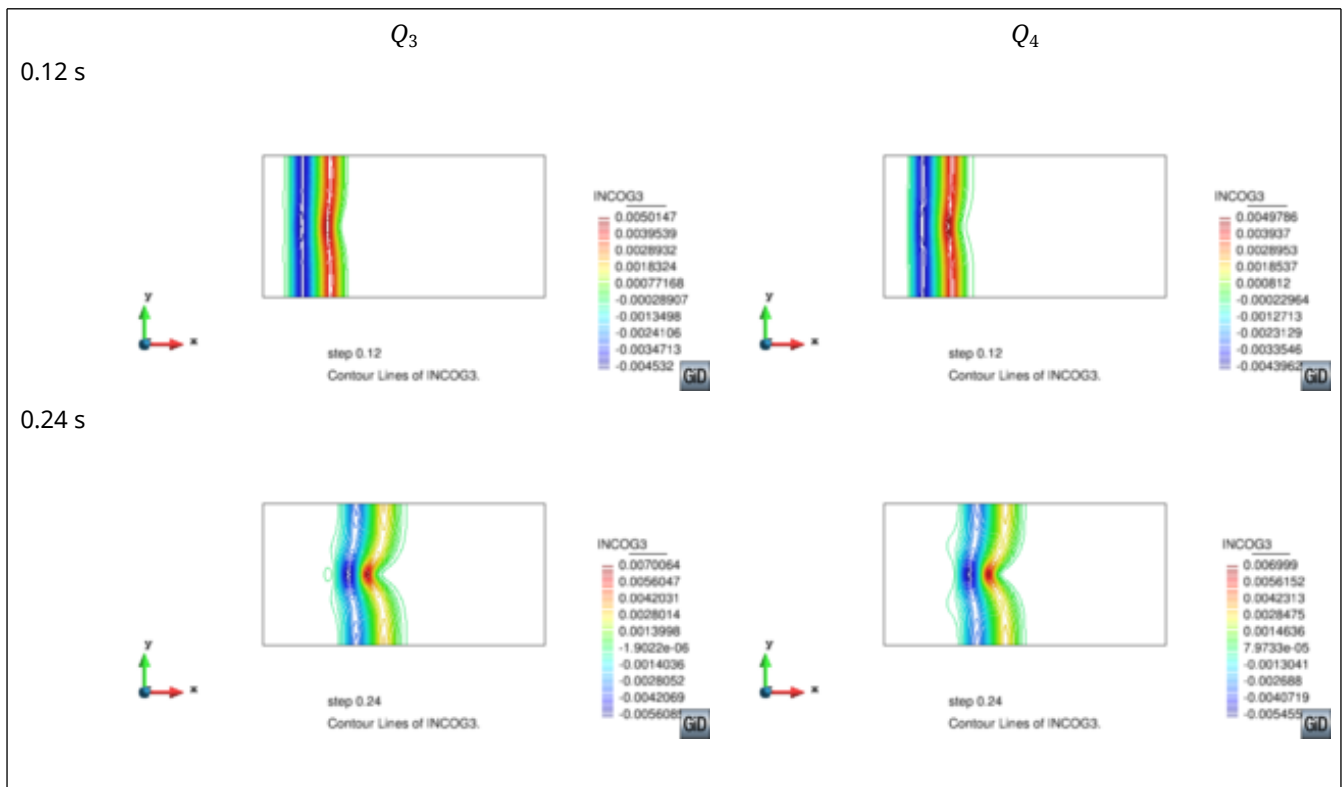 Q₃ Q₄
0.12 s
INCOG3
0.0050147
0.0039539
0.0028932
0.0018324
0.00077168
-0.00028907
-0.0013498
-0.0024106
-0.0034713
-0.004532
y
x
step 0.12
Contour Lines of INCOG3.
GiD
INCOG3
0.0049786
0.003937
0.0028953
0.0018537
0.000812
-0.00022964
-0.0012713
-0.0023129
-0.0033546
-0.0043962
y
x
step 0.12
Contour Lines of INCOG3.
GiD
0.24 s
INCOG3
0.0070064
0.0056047
0.0042031
0.0028014
0.0013998
-1.9022e-06
-0.0014036
-0.0028052
-0.0042069
-0.0056085
y
x
step 0.24
Contour Lines of INCOG3.
GiD
INCOG3
0.006999
0.0056152
0.0042313
0.0028475
0.0014636
7.9733e-05
-0.0013041
-0.002688
-0.0040719
-0.005455
y
x
step 0.24
Contour Lines of INCOG3.
GiD